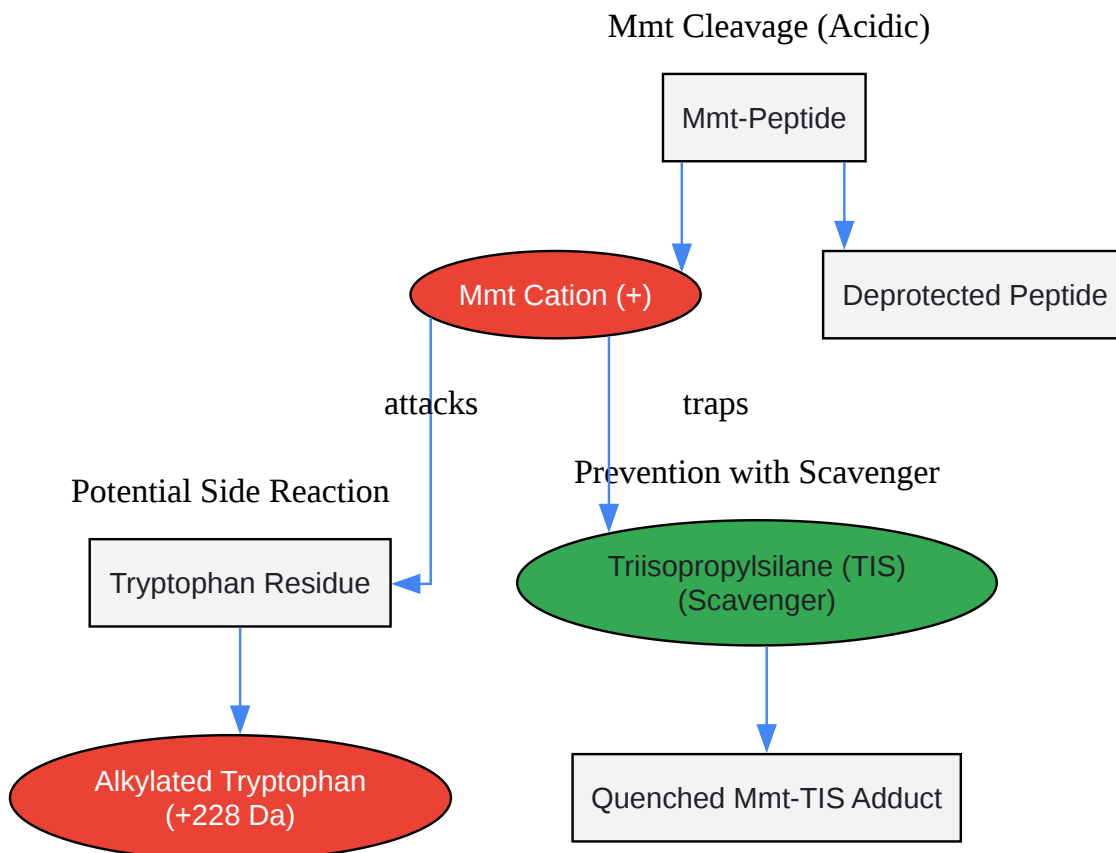 Mmt Cleavage (Acidic)
Mmt-Peptide
Mmt Cation (+)
Deprotected Peptide
attacks
traps
Potential Side Reaction
Prevention with Scavenger
Tryptophan Residue
Triisopropylsilane (TIS)
(Scavenger)
Alkylated Tryptophan
(+228 Da)
Quenched Mmt-TIS Adduct